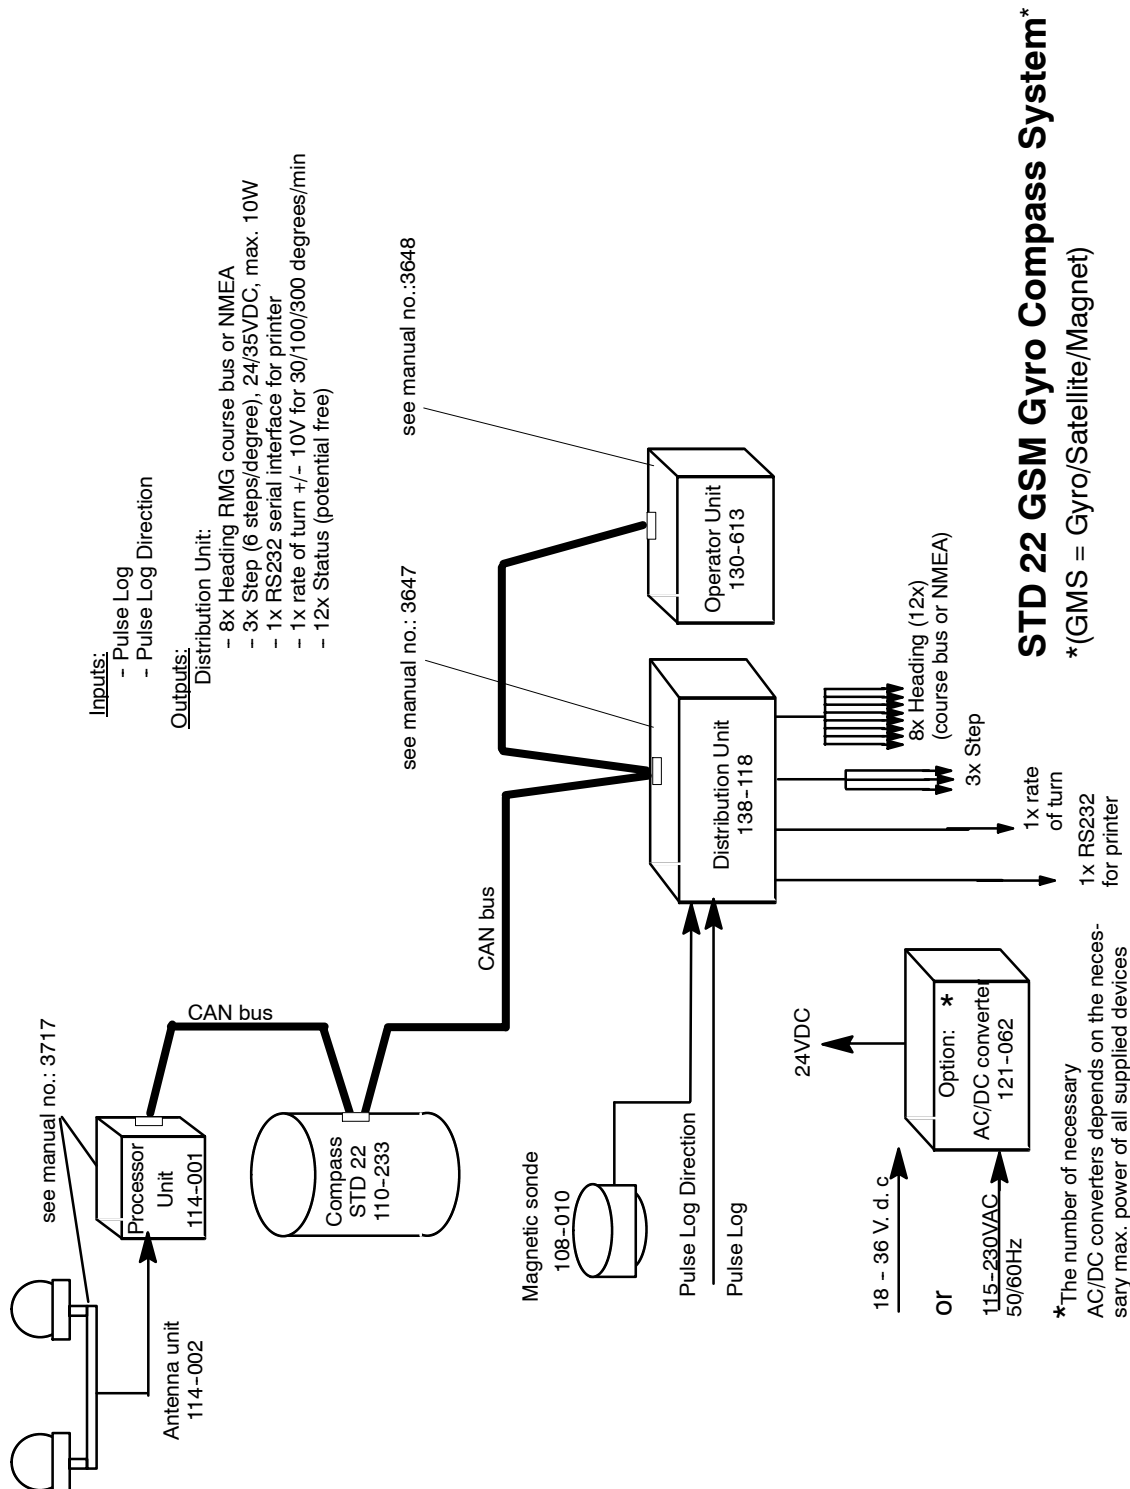 Inputs:
- Pulse Log
- Pulse Log Direction
Outputs:
Distribution Unit:
- 8x Heading RMG course bus or NMEA
- 3x Step (6 steps/degree), 24/35VDC, max. 10W
- 1x RS232 serial interface for printer
- 1x rate of turn +/- 10V for 30/100/300 degrees/min
- 12x Status (potential free)
see manual no.: 3717
Processor
Unit
114-001
Antenna unit
114-002
CAN bus
Compass
STD 22
110-233
CAN bus
see manual no.: 3647
see manual no.:3648
Operator Unit
130-613
Distribution Unit
138-118
Magnetic sonde
108-010
Pulse Log Direction
Pulse Log
8x Heading (12x)
(course bus or NMEA)
3x Step
1x rate
of turn
1x RS232
for printer
24VDC
Option: *
AC/DC converter
121-062
18 - 36 V. d. c
or
115-230VAC
50/60Hz
*The number of necessary
AC/DC converters depends on the neces-
sary max. power of all supplied devices
STD 22 GSM Gyro Compass System*
*(GMS = Gyro/Satellite/Magnet)